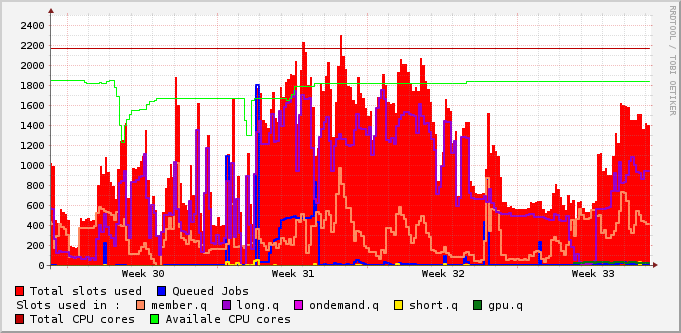 RRDTOOL / TOBI OETIKER
2400
2200
2000
1800
1600
1400
1200
1000
800
600
400
200
0
Week 30 Week 31 Week 32 Week 33
Total slots used Queued Jobs
Slots used in : member.q long.q ondemand.q short.q gpu.q
Total CPU cores Availale CPU cores